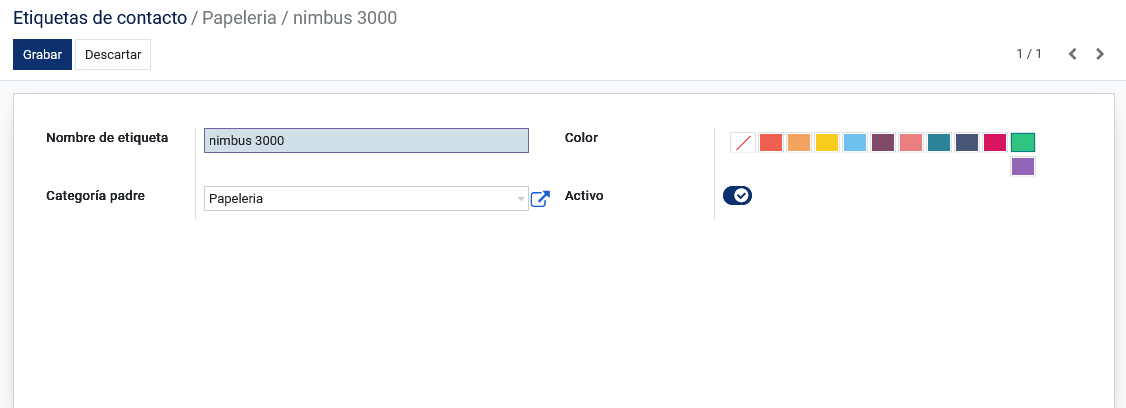 Etiquetas de contacto / Papeleria / nimbus 3000
Grabar Descartar 1 / 1
Nombre de etiqueta nimbus 3000 Color
Categoría padre Papeleria Activo